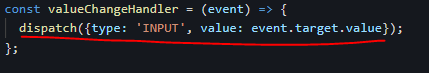 const valueChangeHandler = (event) => {
dispatch({type: 'INPUT', value: event.target.value});
};